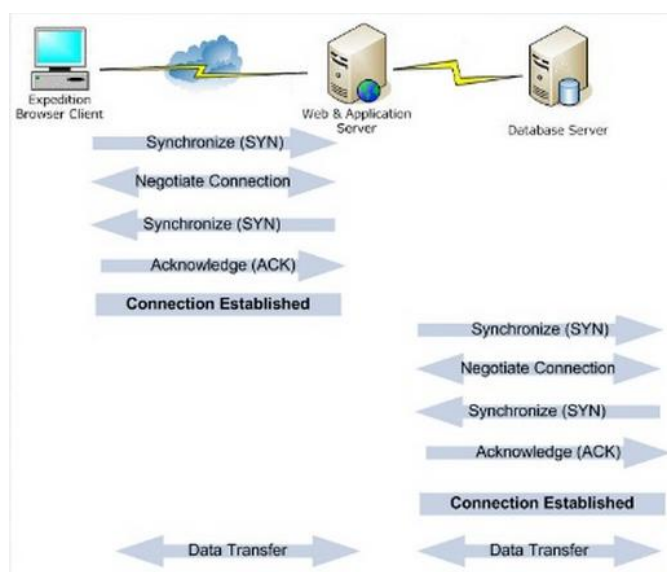 Expedition
Browser Client
Web & Application
Server
Database Server
Synchronize (SYN)
Negotiate Connection
Synchronize (SYN)
Acknowledge (ACK)
Connection Established
Synchronize (SYN)
Negotiate Connection
Synchronize (SYN)
Acknowledge (ACK)
Connection Established
Data Transfer
Data Transfer